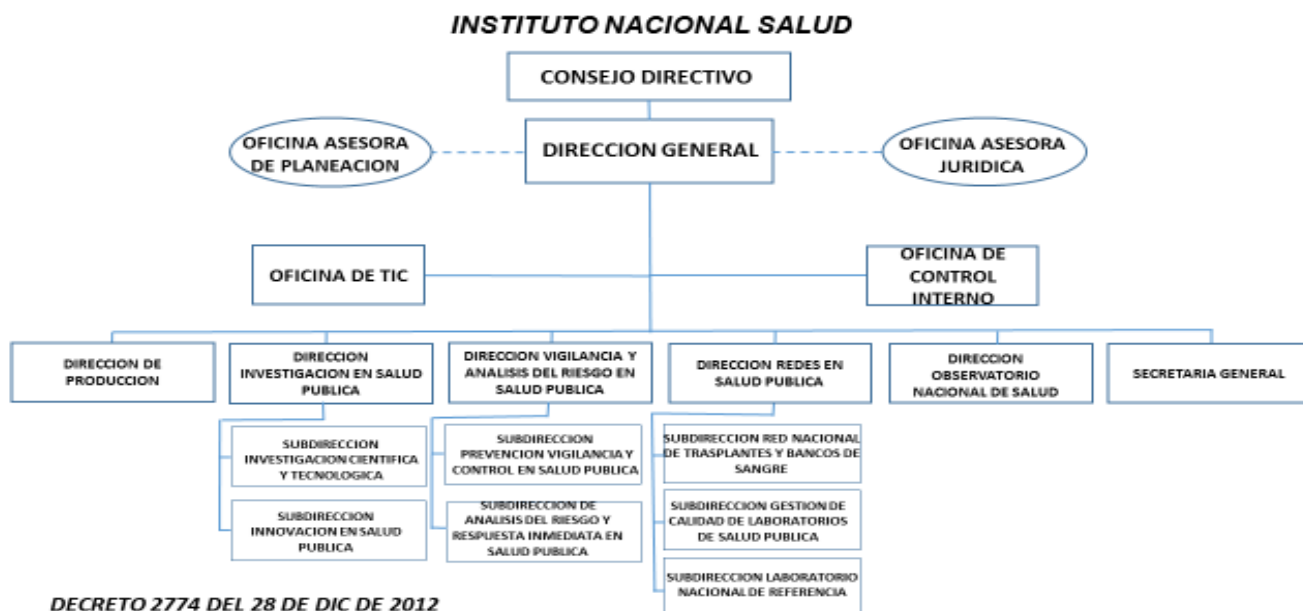 INSTITUTO NACIONAL SALUD
CONSEJO DIRECTIVO
OFICINA ASESORA
DE PLANEACION
DIRECCION GENERAL
OFICINA ASESORA
JURIDICA
OFICINA DE TIC
OFICINA DE
CONTROL
INTERNO
DIRECCION DE
PRODUCCION
DIRECCION
INVESTIGACION EN SALUD
PUBLICA
DIRECCION VIGILANCIA Y
ANALISIS DEL RIESGO EN
SALUD PUBLICA
DIRECCION REDES EN
SALUD PUBLICA
DIRECCION
OBSERVATORIO
NACIONAL DE SALUD
SECRETARIA GENERAL
SUBDIRECCION
INVESTIGACION CIENTIFICA
Y TECNOLOGICA
SUBDIRECCION
INNOVACION EN SALUD
PUBLICA
SUBDIRECCION
PREVENCION VIGILANCIA Y
CONTROL EN SALUD PUBLICA
SUBDIRECCION DE
ANALISIS DEL RIESGO Y
RESPUESTA INMEDIATA EN
SALUD PUBLICA
SUBDIRECCION RED NACIONAL
DE TRASPLANTES Y BANCOS DE
SANGRE
SUBDIRECCION GESTION DE
CALIDAD DE LABORATORIOS
DE SALUD PUBLICA
SUBDIRECCION LABORATORIO
NACIONAL DE REFERENCIA
DECRETO 2774 DEL 28 DE DIC DE 2012